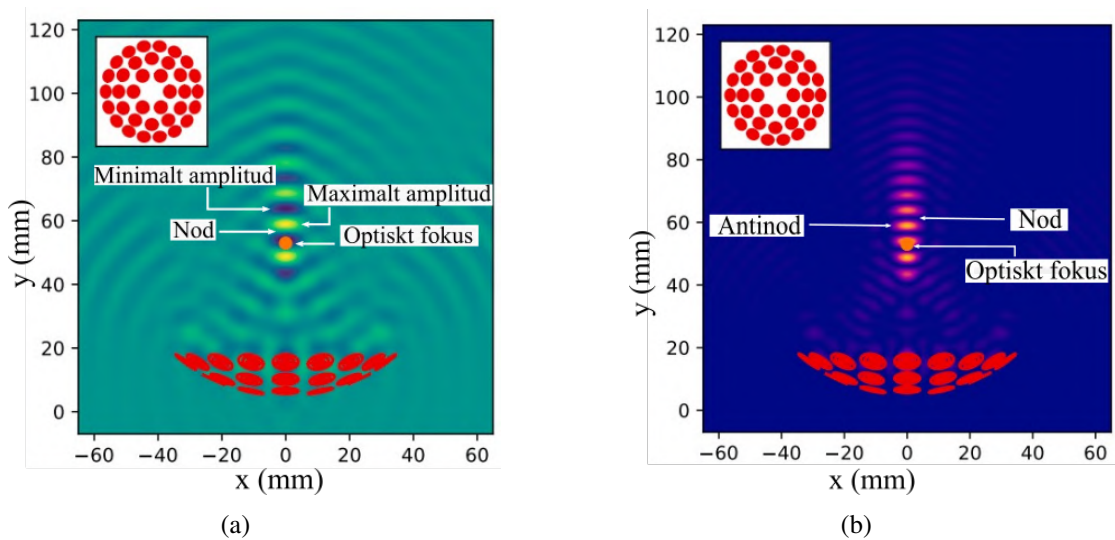 120
100
80
60
40
20
0
−60 −40 −20 0 20 40 60
y (mm)
x (mm)
Minimalt amplitud
Maximalt amplitud
Nod
Optiskt fokus
(a)
120
100
80
60
40
20
0
−60 −40 −20 0 20 40 60
y (mm)
x (mm)
Antinod
Nod
Optiskt fokus
(b)